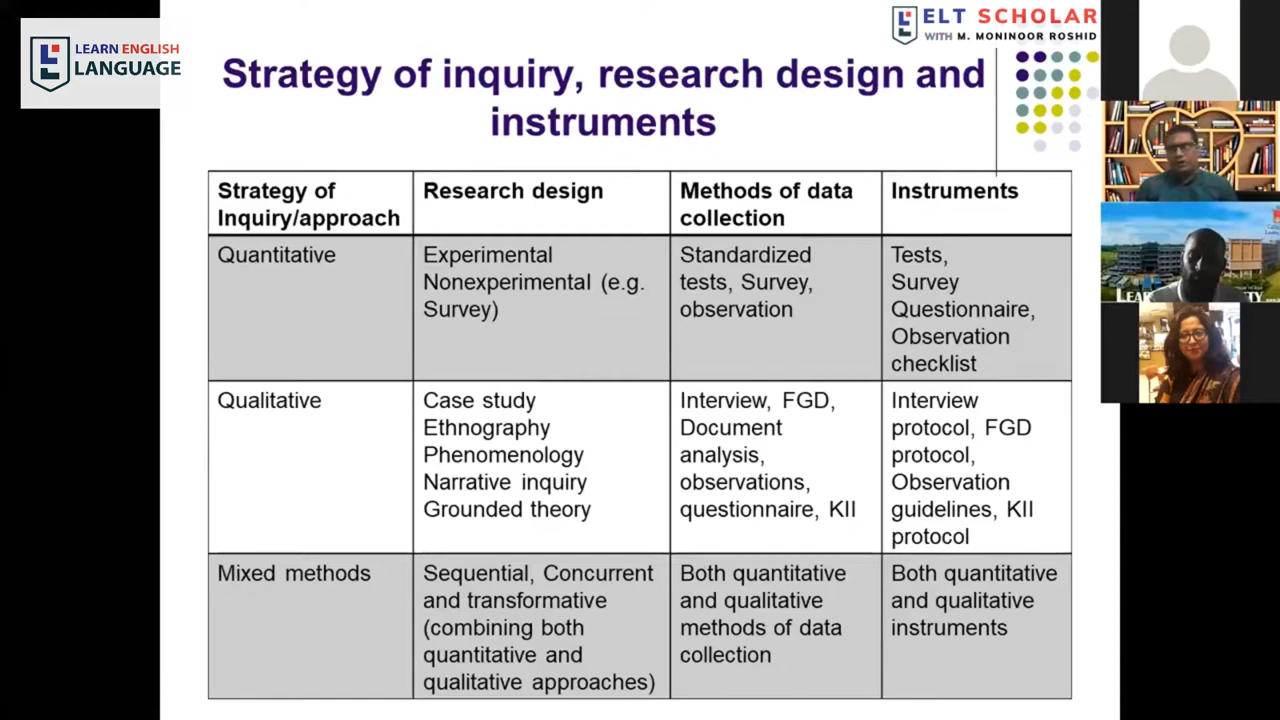 LEARN ENGLISH
LANGUAGE
ELT SCHOLAR
WITH M. MONINOOR ROSHID
Strategy of inquiry, research design and
instruments
Strategy of
Inquiry/approach
Research design
Methods of data
collection
Instruments
Quantitative
Experimental
Nonexperimental (e.g.
Survey)
Standardized
tests, Survey,
observation
Tests,
Survey
Questionnaire,
Observation
checklist
Qualitative
Case study
Ethnography
Phenomenology
Narrative inquiry
Grounded theory
Interview, FGD,
Document
analysis,
observations,
questionnaire, KII
Interview
protocol, FGD
protocol,
Observation
guidelines, KII
protocol
Mixed methods
Sequential, Concurrent
and transformative
(combining both
quantitative and
qualitative approaches)
Both quantitative
and qualitative
methods of data
collection
Both quantitative
and qualitative
instruments